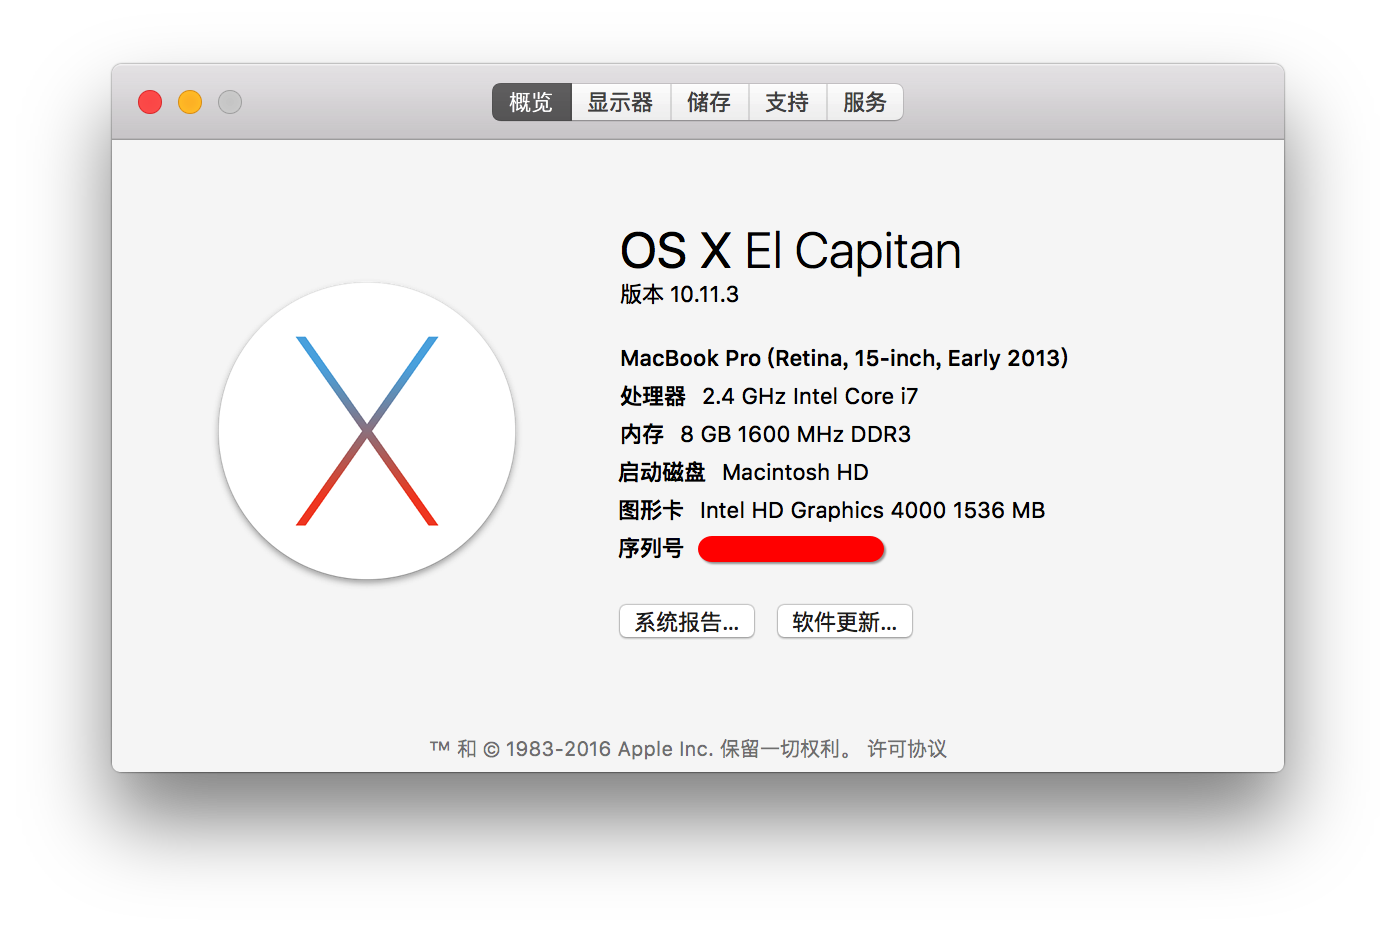 概览 显示器 储存 支持 服务
OS X El Capitan
版本 10.11.3
MacBook Pro (Retina, 15-inch, Early 2013)
处理器 2.4 GHz Intel Core i7
内存 8 GB 1600 MHz DDR3
启动磁盘 Macintosh HD
图形卡 Intel HD Graphics 4000 1536 MB
序列号
系统报告... 软件更新...
™ 和 © 1983-2016 Apple Inc. 保留一切权利。 许可协议